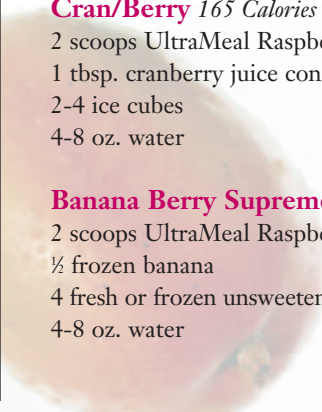 Cran/Berry 165 Calories
2 scoops UltraMeal
1 tbsp. cranberry juice
2-4 ice cubes
4-8 oz. water
Banana Berry
2 scoops UltraMeal
½ frozen banana
4 fresh or frozen
4-8 oz. water